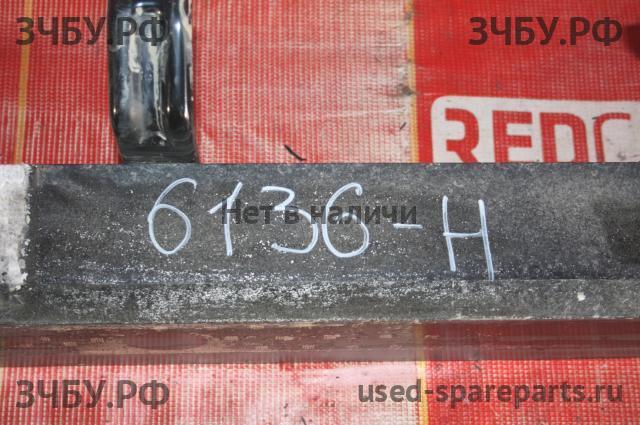 ЗЧБУ.РФ
ЗЧБУ.РФ
REDC
6136-Н
Нет в наличи
ЗЧБУ.РФ
used-spareparts.ru